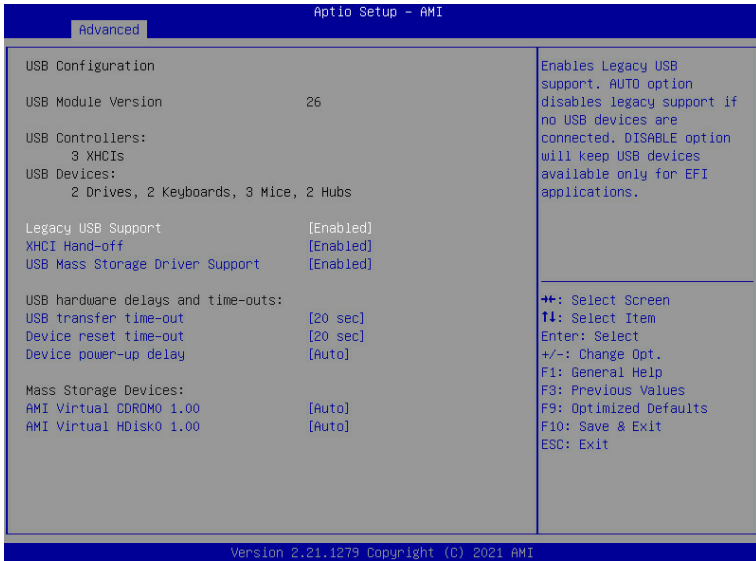 Aptio Setup – AMI
Advanced
USB Configuration
USB Module Version 26
USB Controllers:
3 XHCIs
USB Devices:
2 Drives, 2 Keyboards, 3 Mice, 2 Hubs
Legacy USB Support [Enabled]
XHCI Hand-off [Enabled]
USB Mass Storage Driver Support [Enabled]
USB hardware delays and time-outs:
USB transfer time-out [20 sec]
Device reset time-out [20 sec]
Device power-up delay [Auto]
Mass Storage Devices:
AMI Virtual CDROM0 1.00 [Auto]
AMI Virtual HDisk0 1.00 [Auto]
Enables Legacy USB
support. AUTO option
disables legacy support if
no USB devices are
connected. DISABLE option
will keep USB devices
available only for EFI
applications.
→←: Select Screen
↑↓: Select Item
Enter: Select
+/-: Change Opt.
F1: General Help
F3: Previous Values
F9: Optimized Defaults
F10: Save & Exit
ESC: Exit
Version 2.21.1279 Copyright (C) 2021 AMI